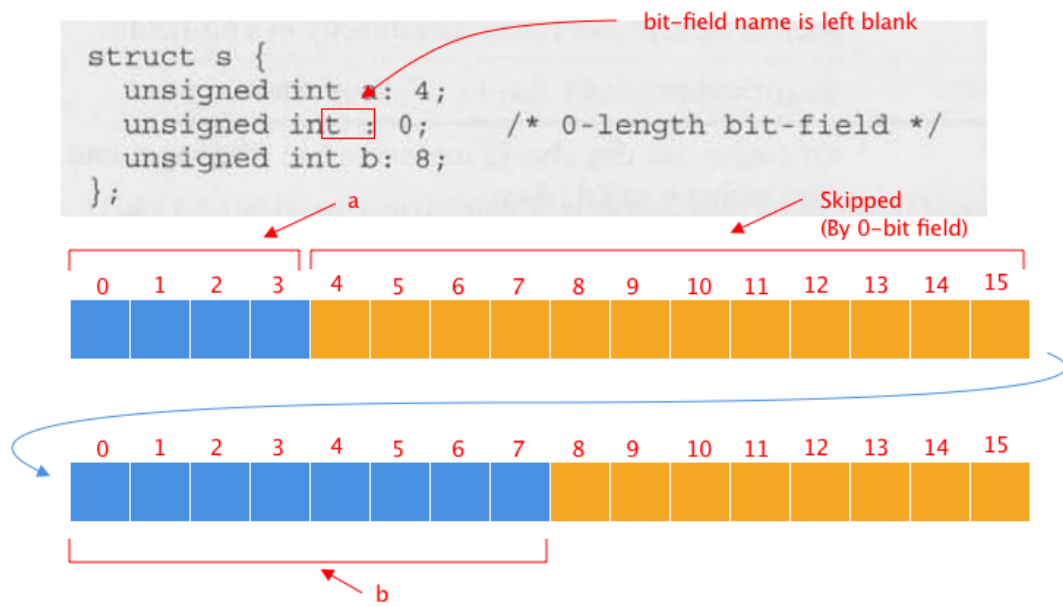 bit-field name is left blank
struct s {
unsigned int a: 4;
unsigned int : 0; /* 0-length bit-field */
unsigned int b: 8;
};
a
Skipped
(By 0-bit field)
0 1 2 3 4 5 6 7 8 9 10 11 12 13 14 15
0 1 2 3 4 5 6 7 8 9 10 11 12 13 14 15
b